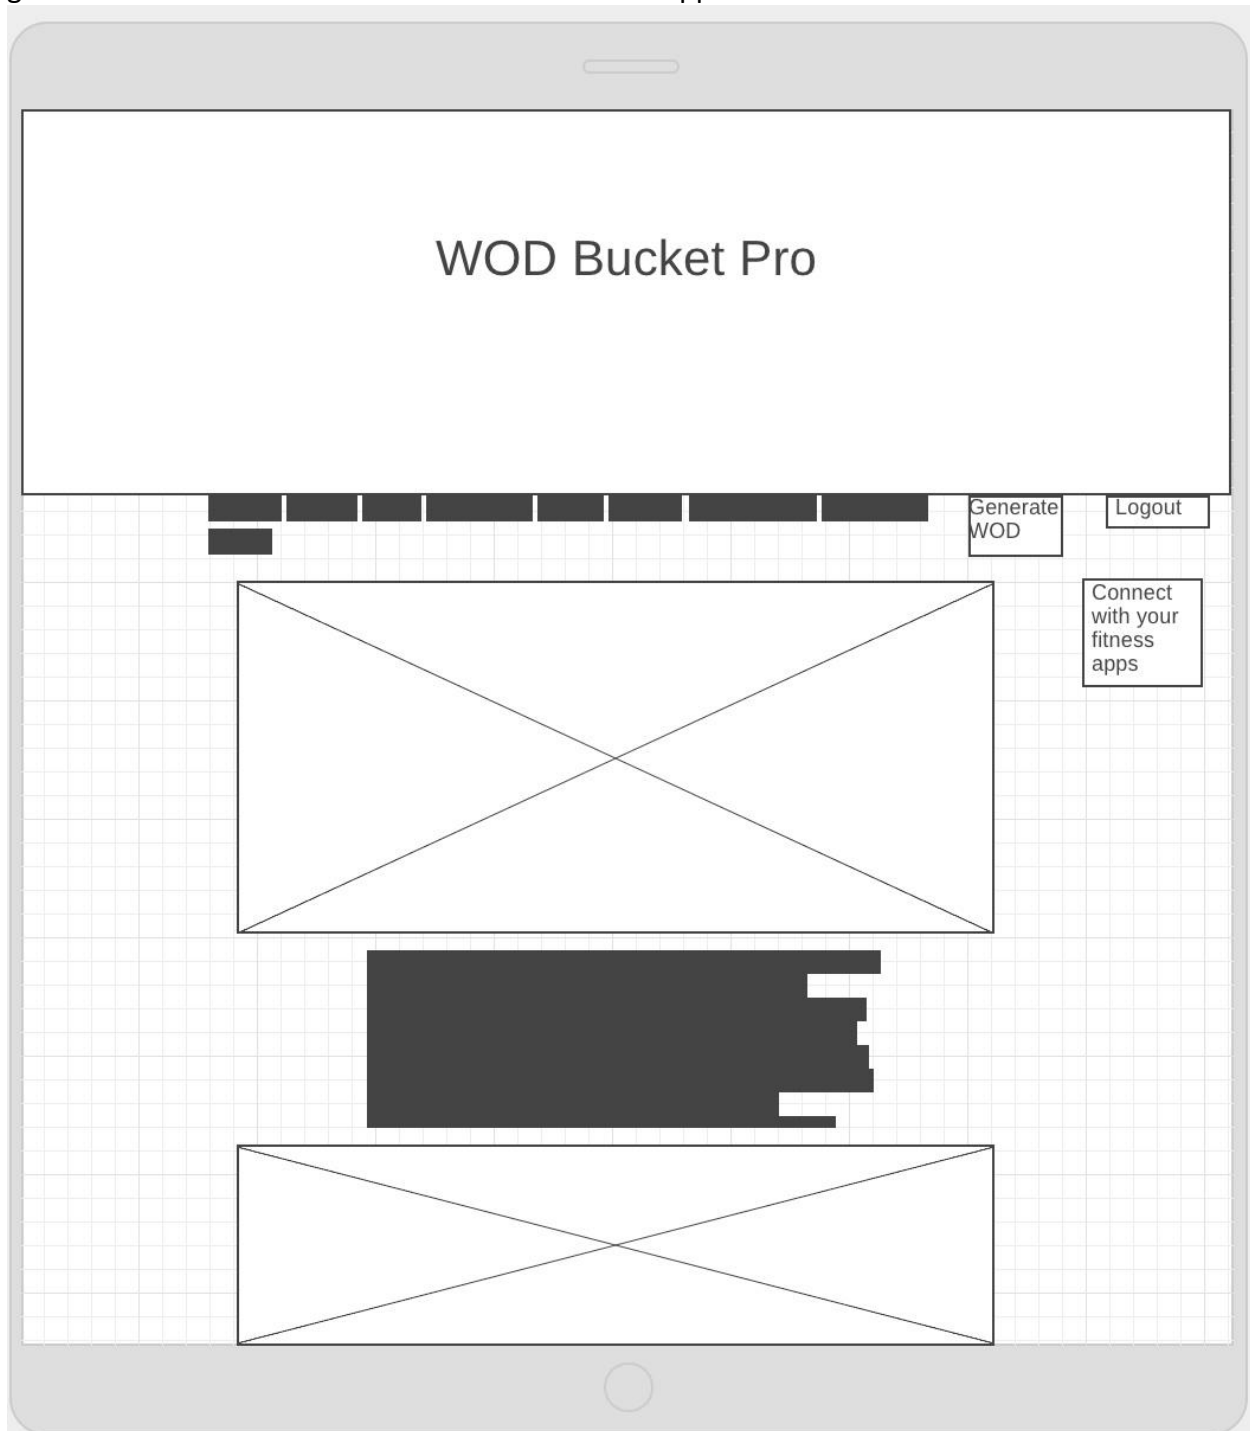 WOD Bucket Pro
Generate
WOD
Logout
Connect
with your
fitness
apps